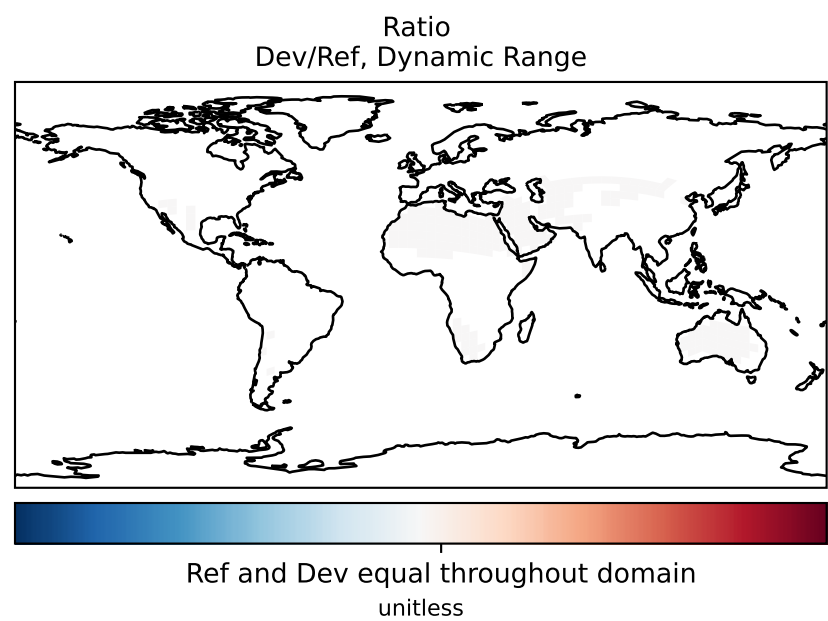 Ratio
Dev/Ref, Dynamic Range
Ref and Dev equal throughout domain
unitless